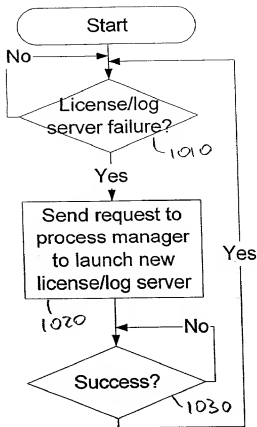 Start
No
License/log
server failure?
1010
Yes
Send request to
process manager
to launch new
license/log server
Yes
1020
No
Success?
1030